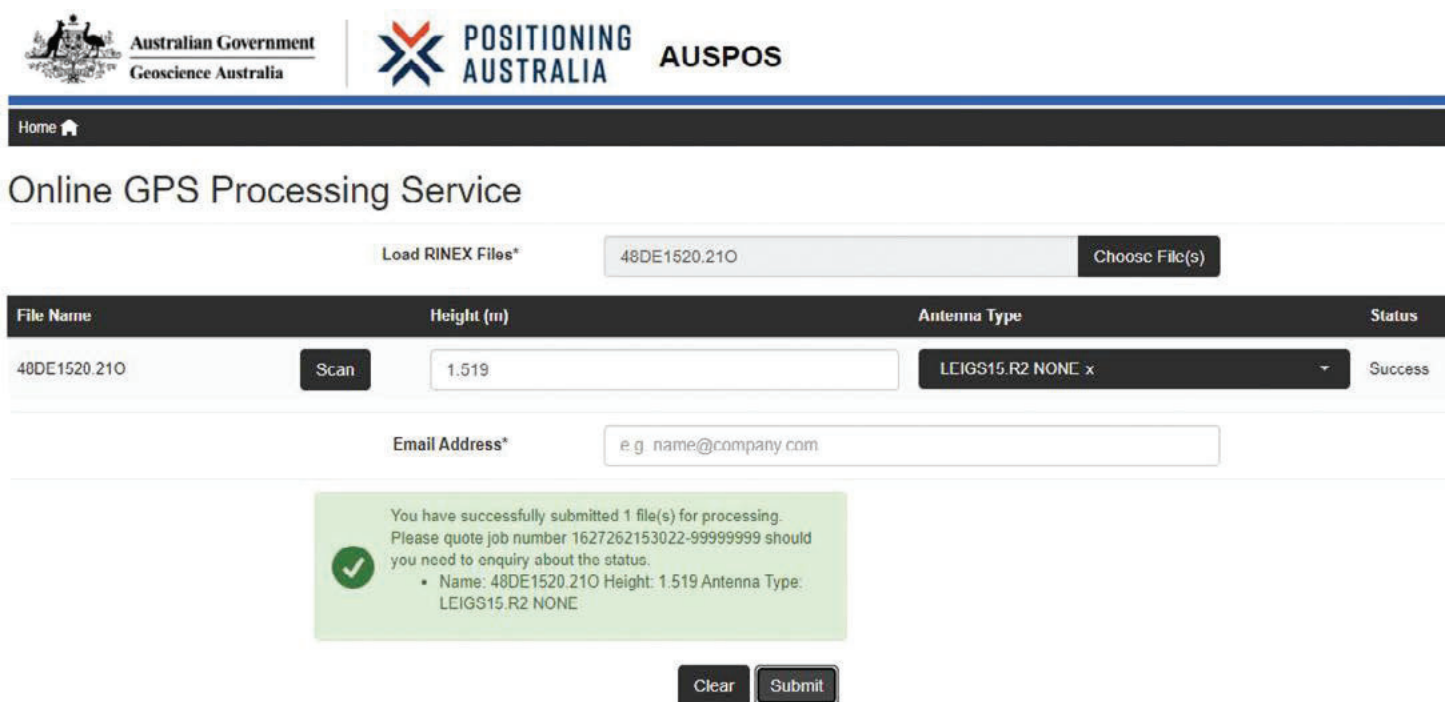 Australian Government
Geoscience Australia
POSITIONING
AUSTRALIA
AUSPOS
Home
Online GPS Processing Service
Load RINEX Files* 48DE1520.21O Choose File(s)
File Name Height (m) Antenna Type Status
48DE1520.21O Scan 1.519 LEIGS15.R2 NONE x Success
Email Address* e.g. name@company.com
You have successfully submitted 1 file(s) for processing.
Please quote job number 1627262153022-99999999 should
you need to enquiry about the status.
• Name: 48DE1520.21O Height: 1.519 Antenna Type:
LEIGS15.R2 NONE
Clear Submit